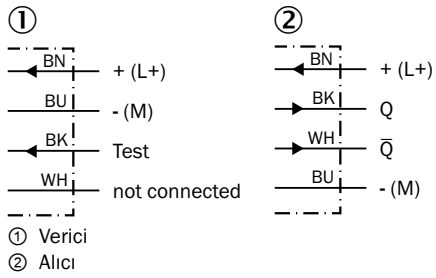 ①
BN + (L+)
BU - (M)
BK Test
WH not connected
②
BN + (L+)
BK Q
WH Q̅
BU - (M)
① Verici
② Alıcı